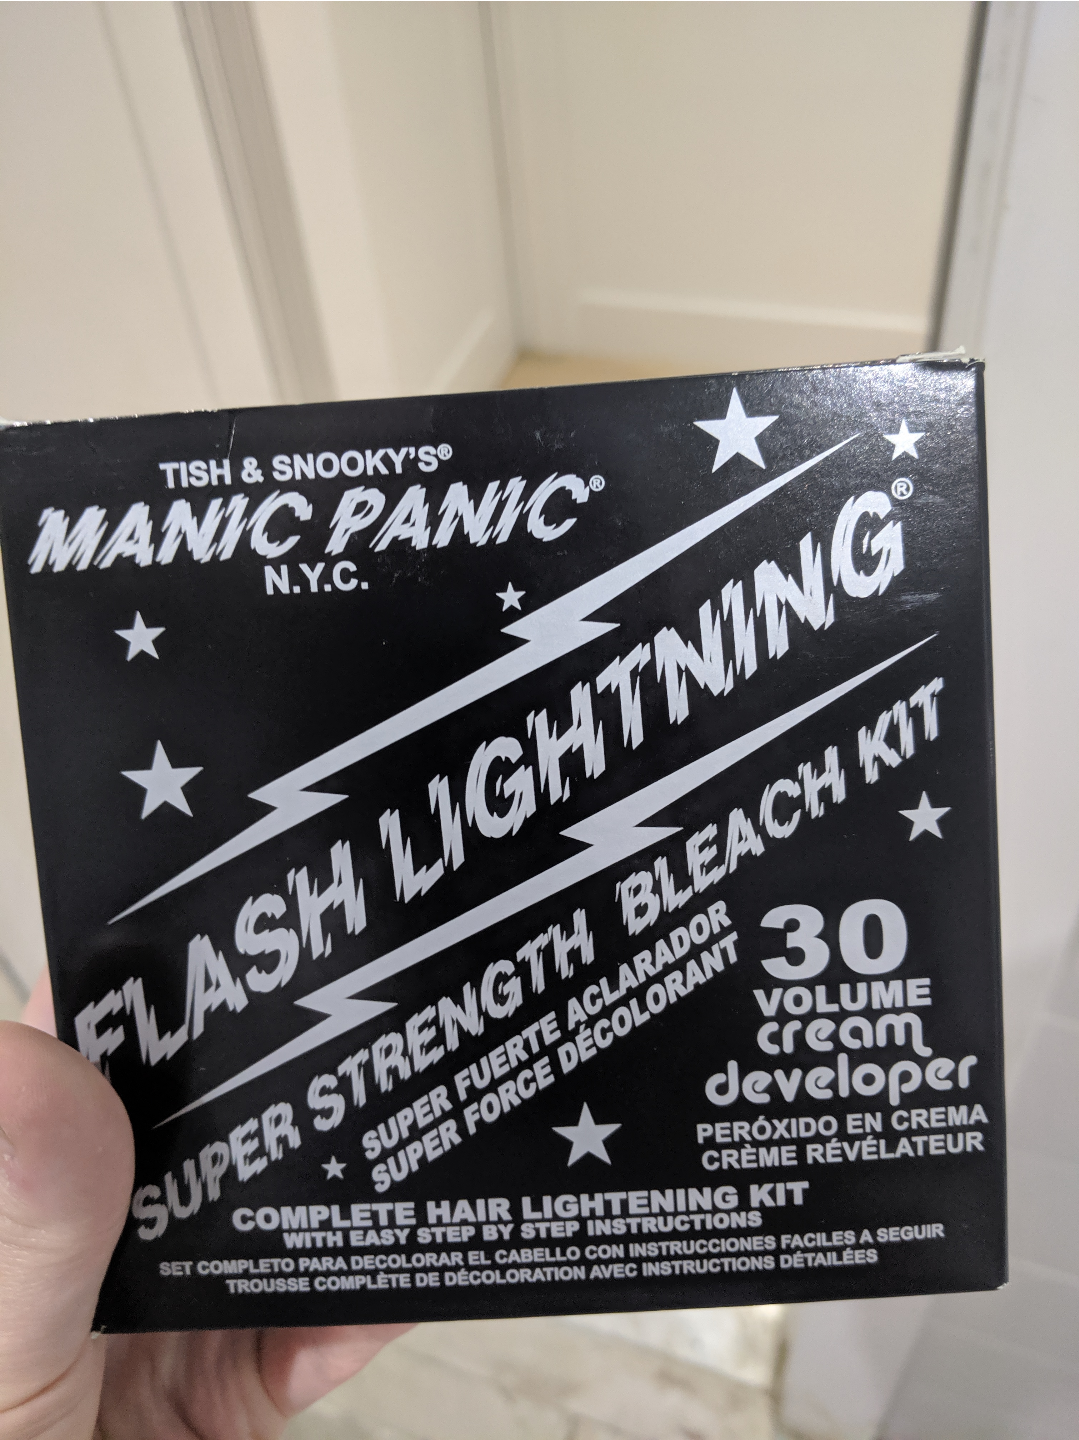 TISH & SNOOKY'S®
MANIC PANIC®
N.Y.C.
FLASH LIGHTNING®
SUPER STRENGTH BLEACH KIT
SUPER FUERTE ACLARADOR
SUPER FORCE DÉCOLORANT
30
VOLUME
cream
developer
PERÓXIDO EN CREMA
CRÈME RÉVÉLATEUR
COMPLETE HAIR LIGHTENING KIT
WITH EASY STEP BY STEP INSTRUCTIONS
SET COMPLETO PARA DECOLORAR EL CABELLO CON INSTRUCCIONES FACILES A SEGUIR
TROUSSE COMPLÈTE DE DÉCOLORATION AVEC INSTRUCTIONS DÉTAILÉES